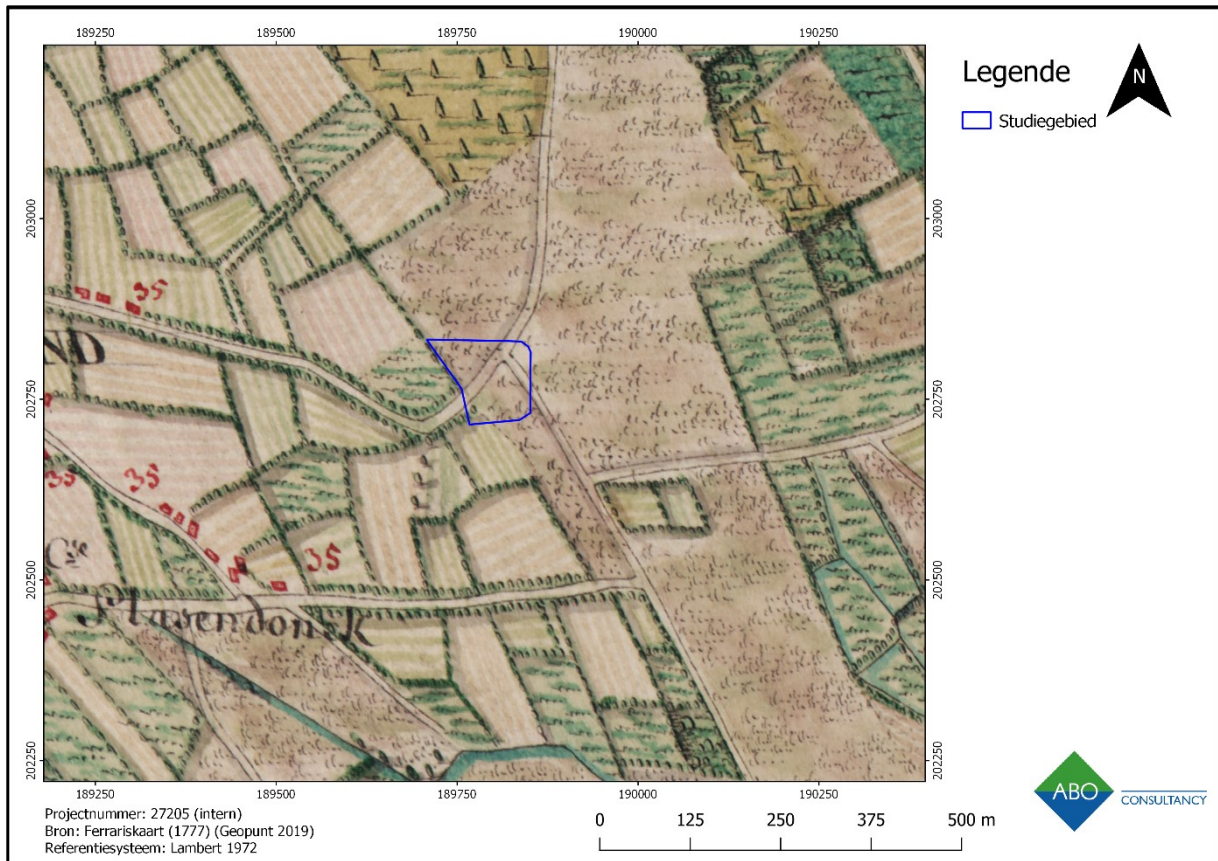 189250 189500 189750 190000 190250
Legende
N
Studiegebied
203000 203000
35
ND
202750 202750
35
35
35
Cse
202500 202500
Plavendonck
202250 202250
189250 189500 189750 190000 190250
Projectnummer: 27205 (intern)
Bron: Ferrariskaart (1777) (Geopunt 2019)
Referentiesysteem: Lambert 1972
0 125 250 375 500 m
ABO
CONSULTANCY